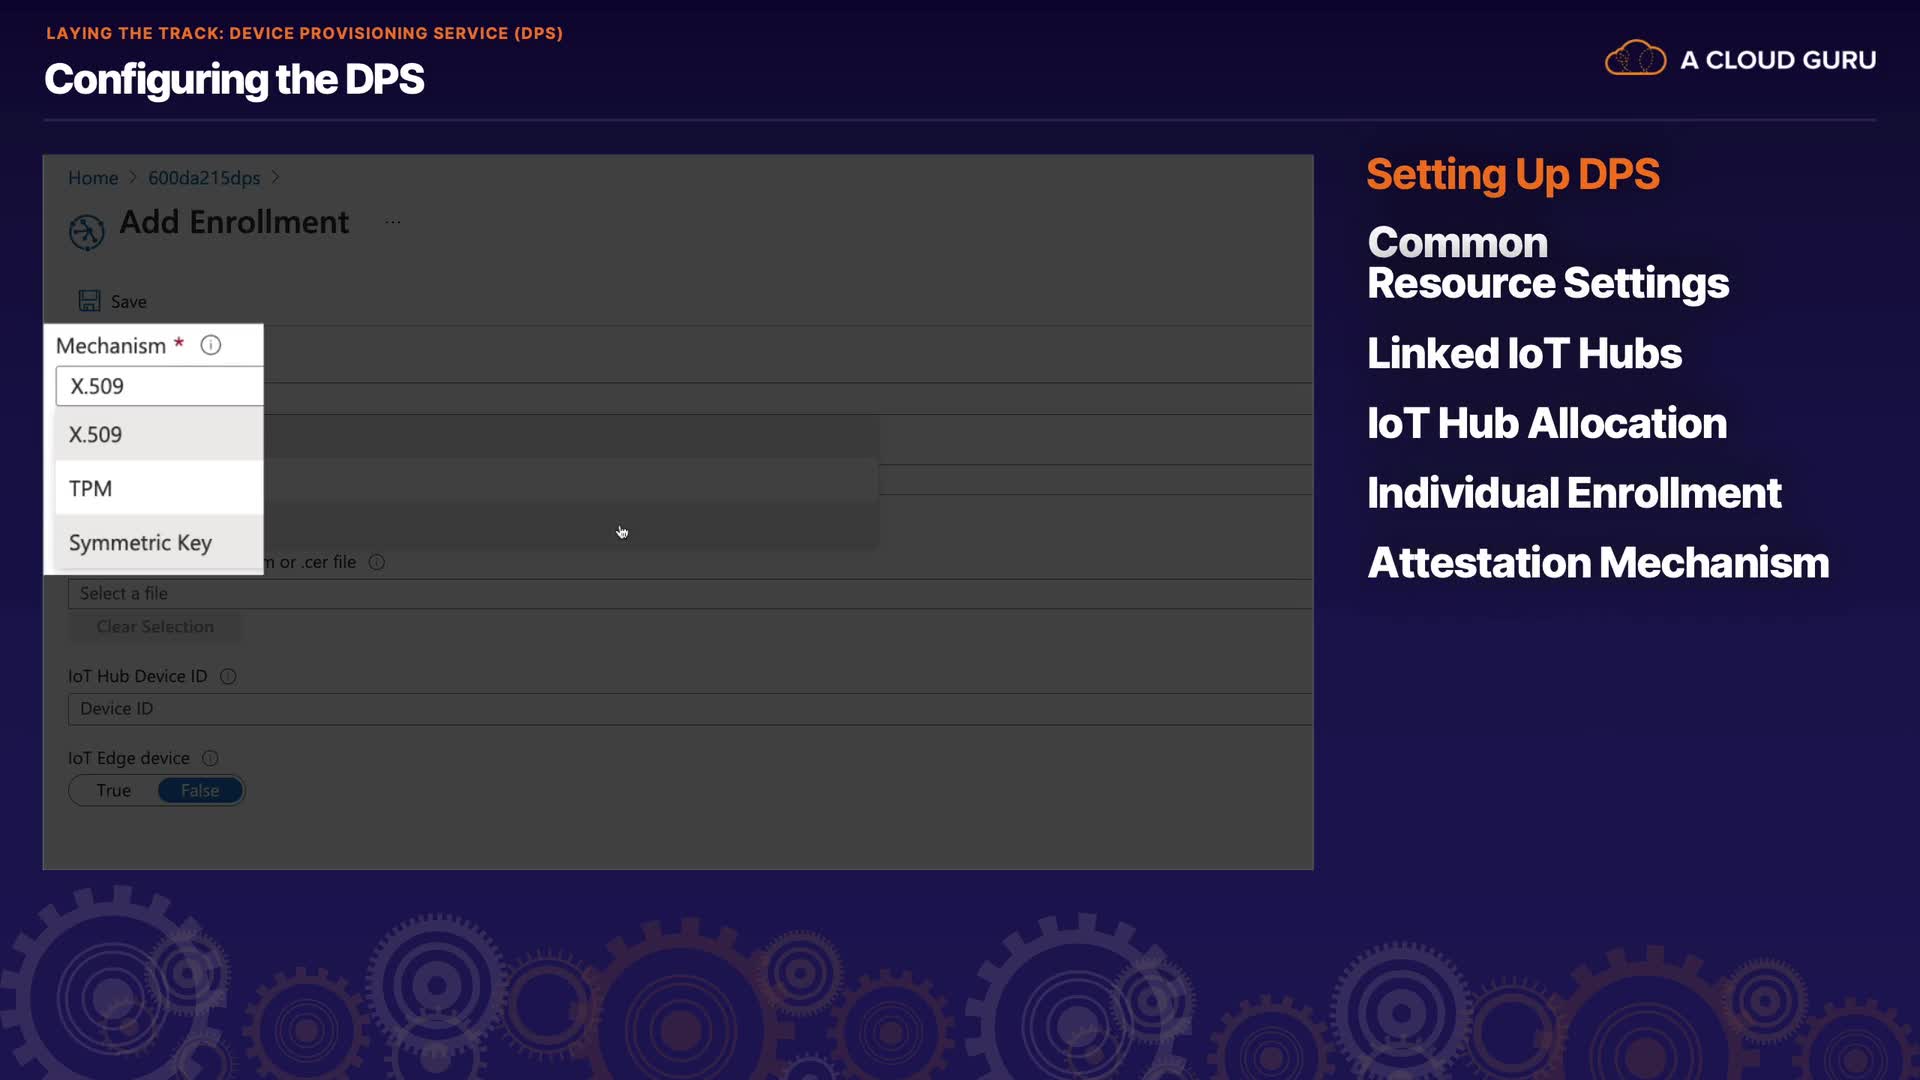 LAYING THE TRACK: DEVICE PROVISIONING SERVICE (DPS)
Configuring the DPS
A CLOUD GURU
Home > 600da215dps >
Add Enrollment ...
Save
Mechanism *
X.509
X.509
TPM
Symmetric Key
or .cer file
Select a file
Clear Selection
IoT Hub Device ID
Device ID
IoT Edge device
True False
Setting Up DPS
Common
Resource Settings
Linked IoT Hubs
IoT Hub Allocation
Individual Enrollment
Attestation Mechanism